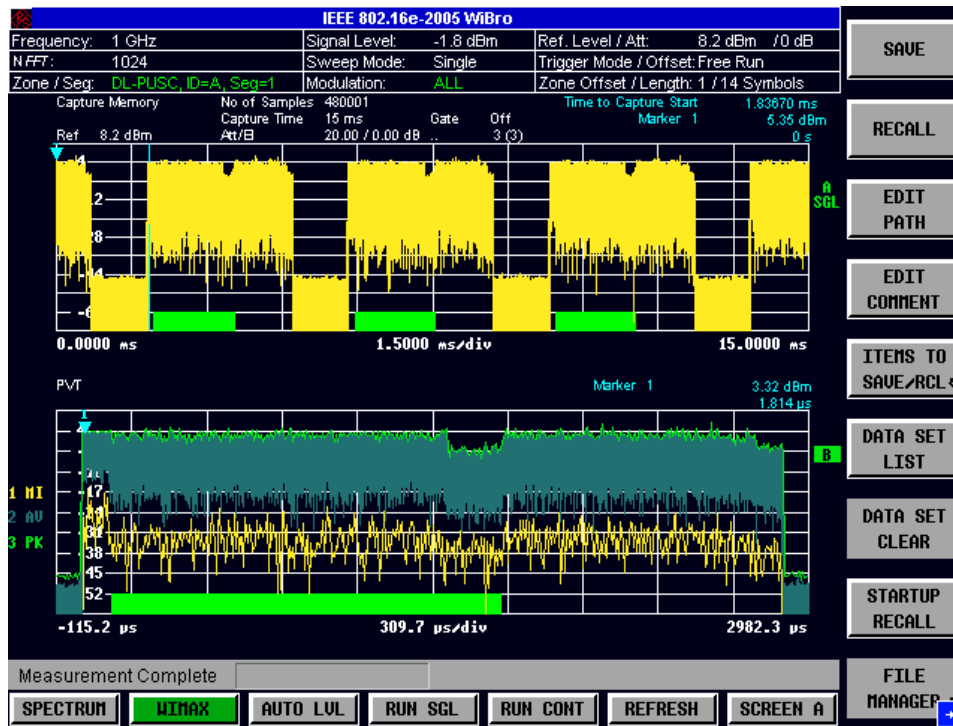 IEEE 802.16e-2005 WiBro
Frequency: 1 GHz Signal Level: -1.8 dBm Ref. Level / Att: 8.2 dBm /0 dB
NFFT: 1024 Sweep Mode: Single Trigger Mode / Offset: Free Run
Zone / Seg: DL-PUSC, ID=A, Seg=1 Modulation: ALL Zone Offset / Length: 1 / 14 Symbols
Capture Memory No of Samples 480001 Time to Capture Start 1.83670 ms
Capture Time 15 ms Gate Off Marker 1 5.35 dBm
Ref 8.2 dBm Att/El 20.00 / 0.00 dB .. 3 (3) 0 s
A
SGL
0.0000 ms 1.5000 ms/div 15.0000 ms
PVT Marker 1 3.32 dBm
1.814 µs
1
B
1 MI
-17
2 AV
3 PK
-38
-45
-52
-115.2 µs 309.7 µs/div 2982.3 µs
Measurement Complete
SPECTRUM WIMAX AUTO LVL RUN SGL RUN CONT REFRESH SCREEN A
SAVE
RECALL
EDIT
PATH
EDIT
COMMENT
ITEMS TO
SAVE/RCL
DATA SET
LIST
DATA SET
CLEAR
STARTUP
RECALL
FILE
MANAGER